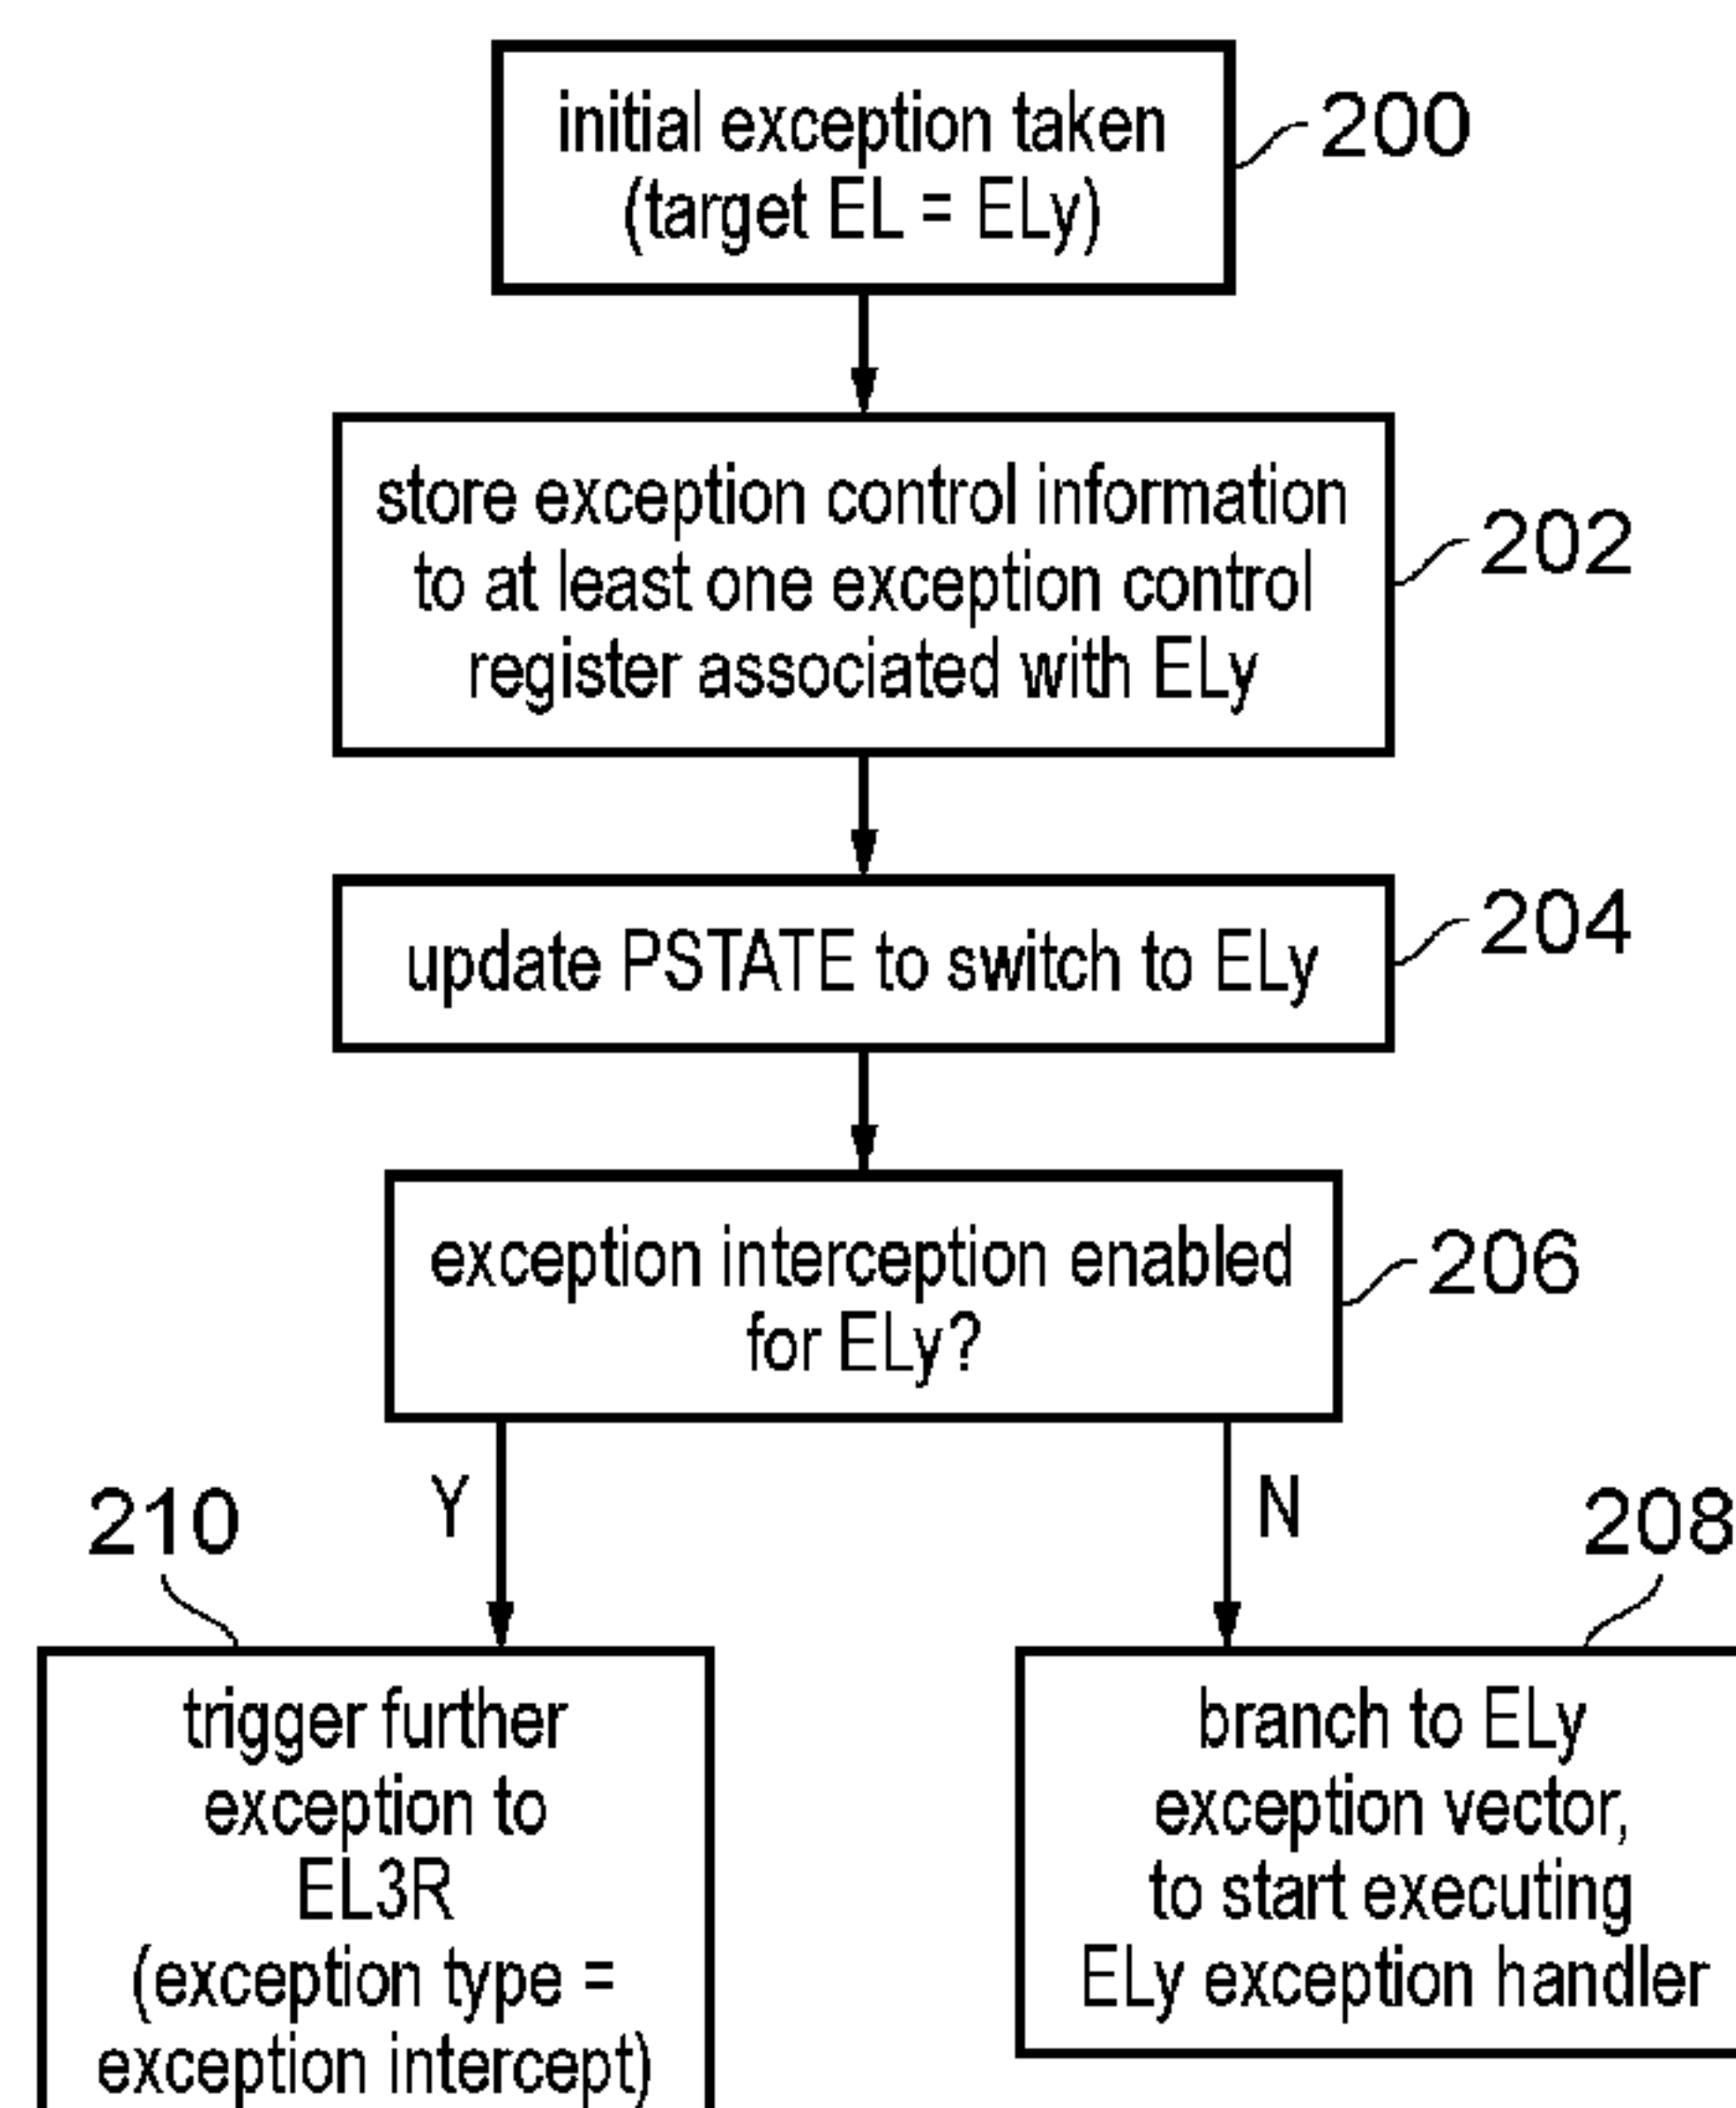 initial exception taken
(target EL = ELy)
200
store exception control information
to at least one exception control
register associated with ELy
202
update PSTATE to switch to ELy
204
exception interception enabled
for ELy?
206
Y
N
210
208
trigger further
exception to
EL3R
(exception type =
exception intercept)
branch to ELy
exception vector,
to start executing
ELy exception handler